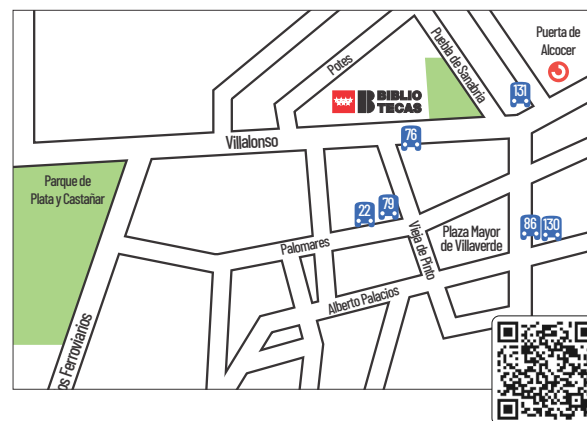 Puerta de
Alcocer
Potes
Puebla de Sanabria
131
BIBLIO
TECAS
Villalonso
76
Parque de
Plata y Castañar
22
79
Vieja de Pinto
Plaza Mayor
de Villaverde
86
130
Palomares
Alberto Palacios
os Ferroviarios